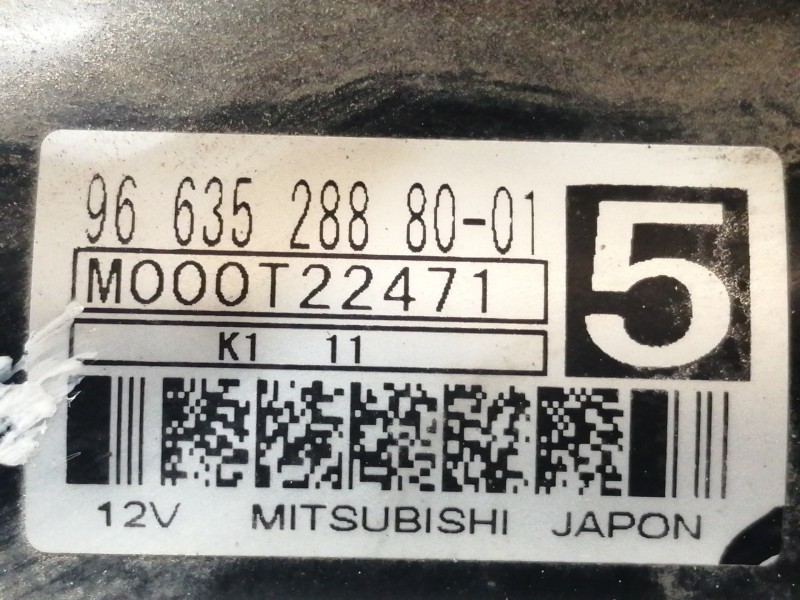 96 635 288 80-01
5
M000T22471
K1 11
12V MITSUBISHI JAPON